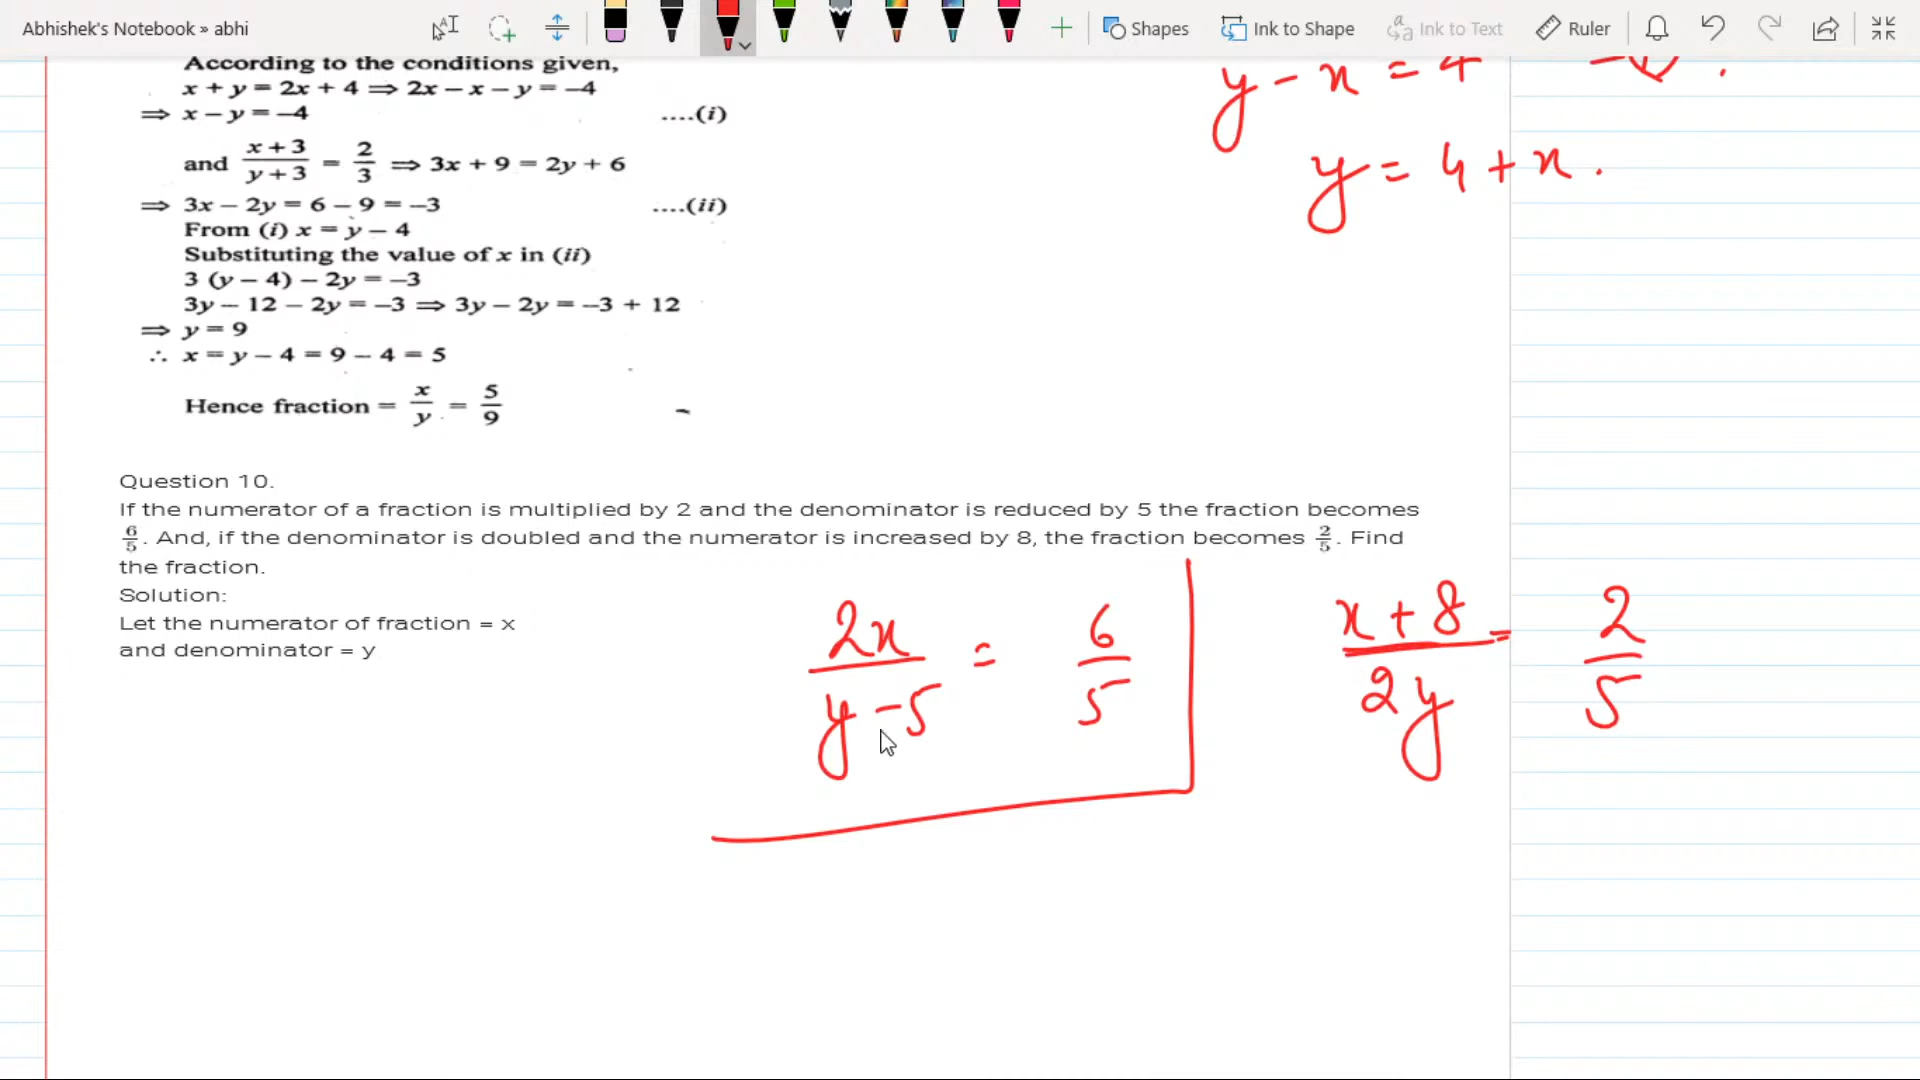 Abhishek's Notebook » abhi
Shapes
Ink to Shape
Ink to Text
Ruler
According to the conditions given,
x + y = 2x + 4 ⇒ 2x – x – y = –4
⇒ x – y = –4 ....(i)
and (x + 3)/(y + 3) = 2/3 ⇒ 3x + 9 = 2y + 6
⇒ 3x – 2y = 6 – 9 = –3 ....(ii)
From (i) x = y – 4
Substituting the value of x in (ii)
3 (y – 4) – 2y = –3
3y – 12 – 2y = –3 ⇒ 3y – 2y = –3 + 12
⇒ y = 9
∴ x = y – 4 = 9 – 4 = 5
Hence fraction = x/y = 5/9
y - x = 4
y = 4 + x.
Question 10.
If the numerator of a fraction is multiplied by 2 and the denominator is reduced by 5 the fraction becomes
6/5. And, if the denominator is doubled and the numerator is increased by 8, the fraction becomes 2/5. Find
the fraction.
Solution:
Let the numerator of fraction = x
and denominator = y
2x/(y - 5) = 6/5
(x + 8)/2y = 2/5